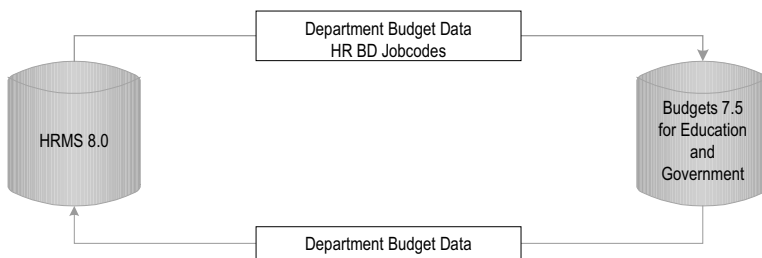 Department Budget Data
HR BD Jobcodes
HRMS 8.0
Budgets 7.5
for Education
and
Government
Department Budget Data